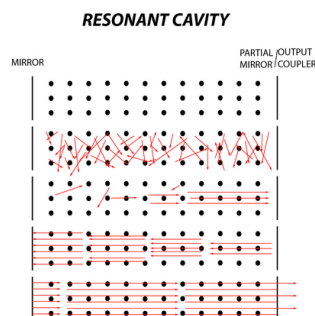 RESONANT CAVITY
MIRROR
PARTIAL / OUTPUT
MIRROR / COUPLER